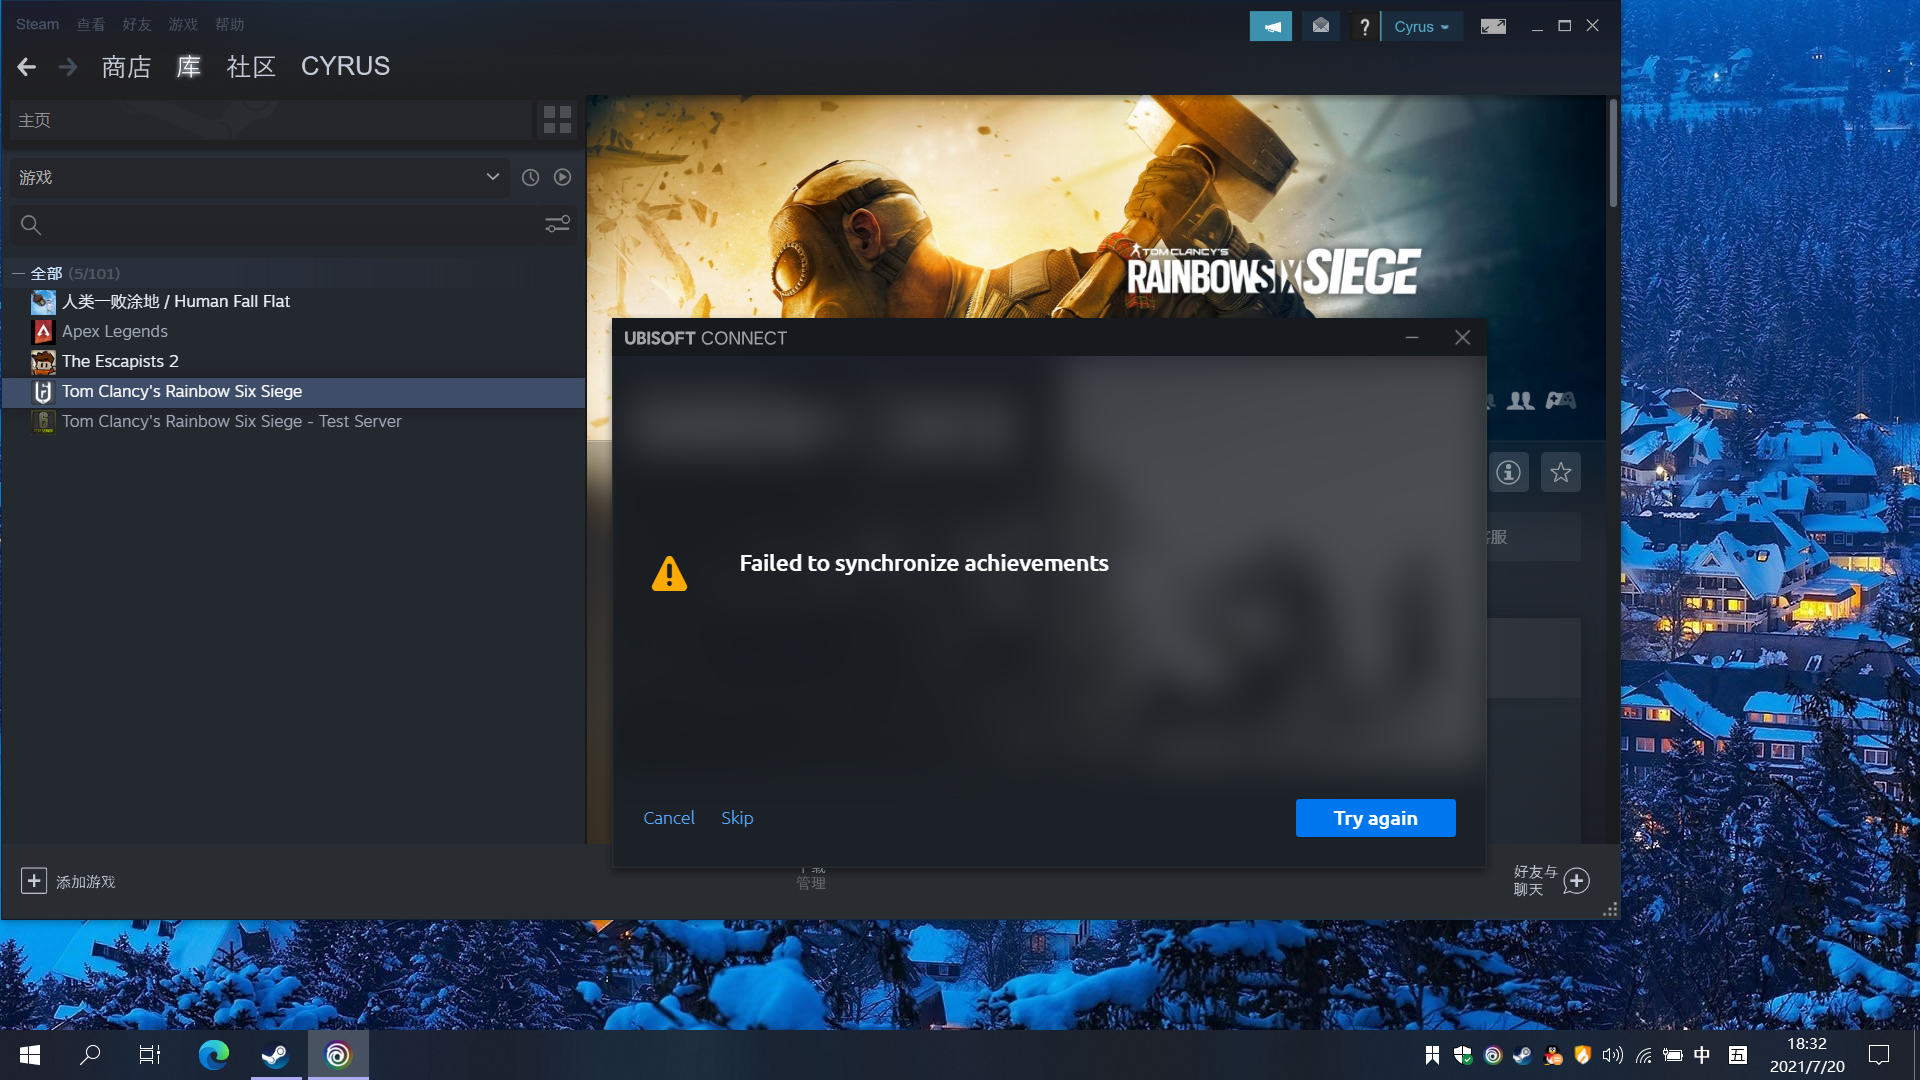 Steam 查看 好友 游戏 帮助
Cyrus
商店 库 社区 CYRUS
主页
游戏
全部 (5/101)
人类一败涂地 / Human Fall Flat
Apex Legends
The Escapists 2
Tom Clancy's Rainbow Six Siege
Tom Clancy's Rainbow Six Siege - Test Server
TOM CLANCY'S
RAINBOWSIX SIEGE
UBISOFT CONNECT
Failed to synchronize achievements
Cancel Skip
Try again
添加游戏
管理
好友与
聊天
中 五
18:32
2021/7/20